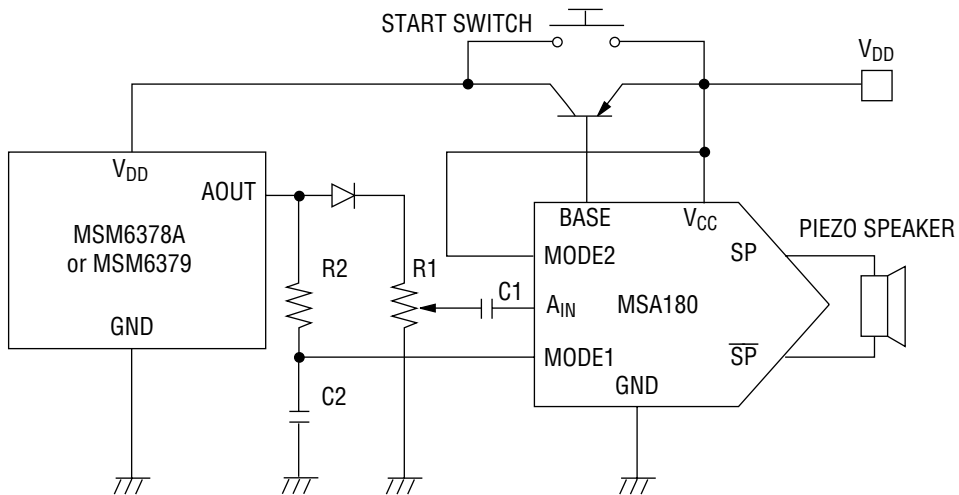 START SWITCH
VDD
VDD
AOUT
MSM6378A
or MSM6379
GND
R2
R1
C1
C2
BASE
VCC
MODE2
AIN
MSA180
MODE1
GND
SP
SP
PIEZO SPEAKER